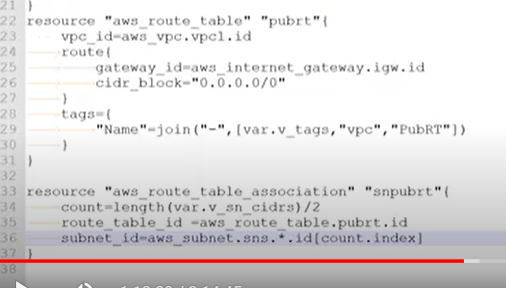 21 }
22 resource "aws_route_table" "pubrt"{
23 vpc_id=aws_vpc.vpc1.id
24 route{
25 gateway_id=aws_internet_gateway.igw.id
26 cidr_block="0.0.0.0/0"
27 }
28 tags={
29 "Name"=join("-",[var.v_tags,"vpc","PubRT"])
30 }
31 }
32
33 resource "aws_route_table_association" "snpubrt"{
34 count=length(var.v_sn_cidrs)/2
35 route_table_id =aws_route_table.pubrt.id
36 subnet_id=aws_subnet.sns.*.id[count.index]
37 }
38